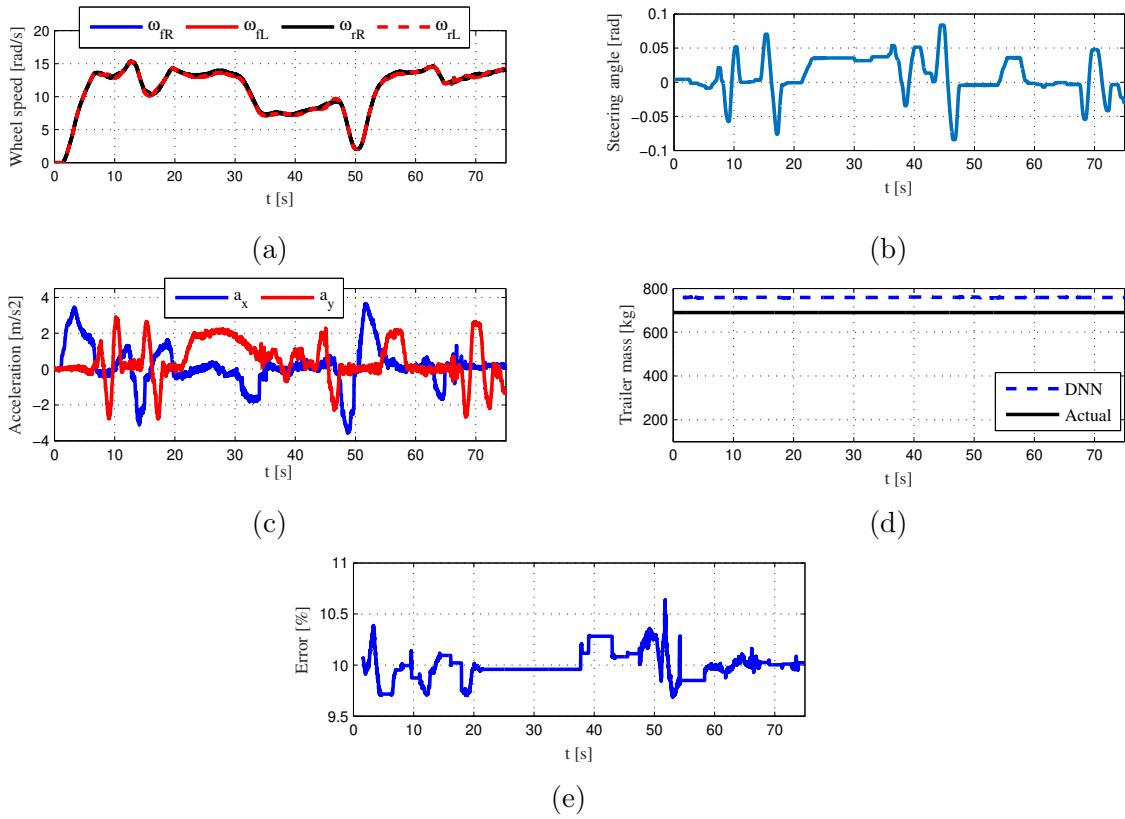 ω_fR ω_fL ω_rR ω_rL
Wheel speed [rad/s]
20
15
10
5
0
0 10 20 30 40 50 60 70
t [s]
(a)
Steering angle [rad]
0.1
0.05
0
−0.05
−0.1
0 10 20 30 40 50 60 70
t [s]
(b)
a_x a_y
Acceleration [m/s2]
4
2
0
−2
−4
0 10 20 30 40 50 60 70
t [s]
(c)
Trailer mass [kg]
800
600
400
200
DNN
Actual
0 10 20 30 40 50 60 70
t [s]
(d)
Error [%]
11
10.5
10
9.5
0 10 20 30 40 50 60 70
t [s]
(e)